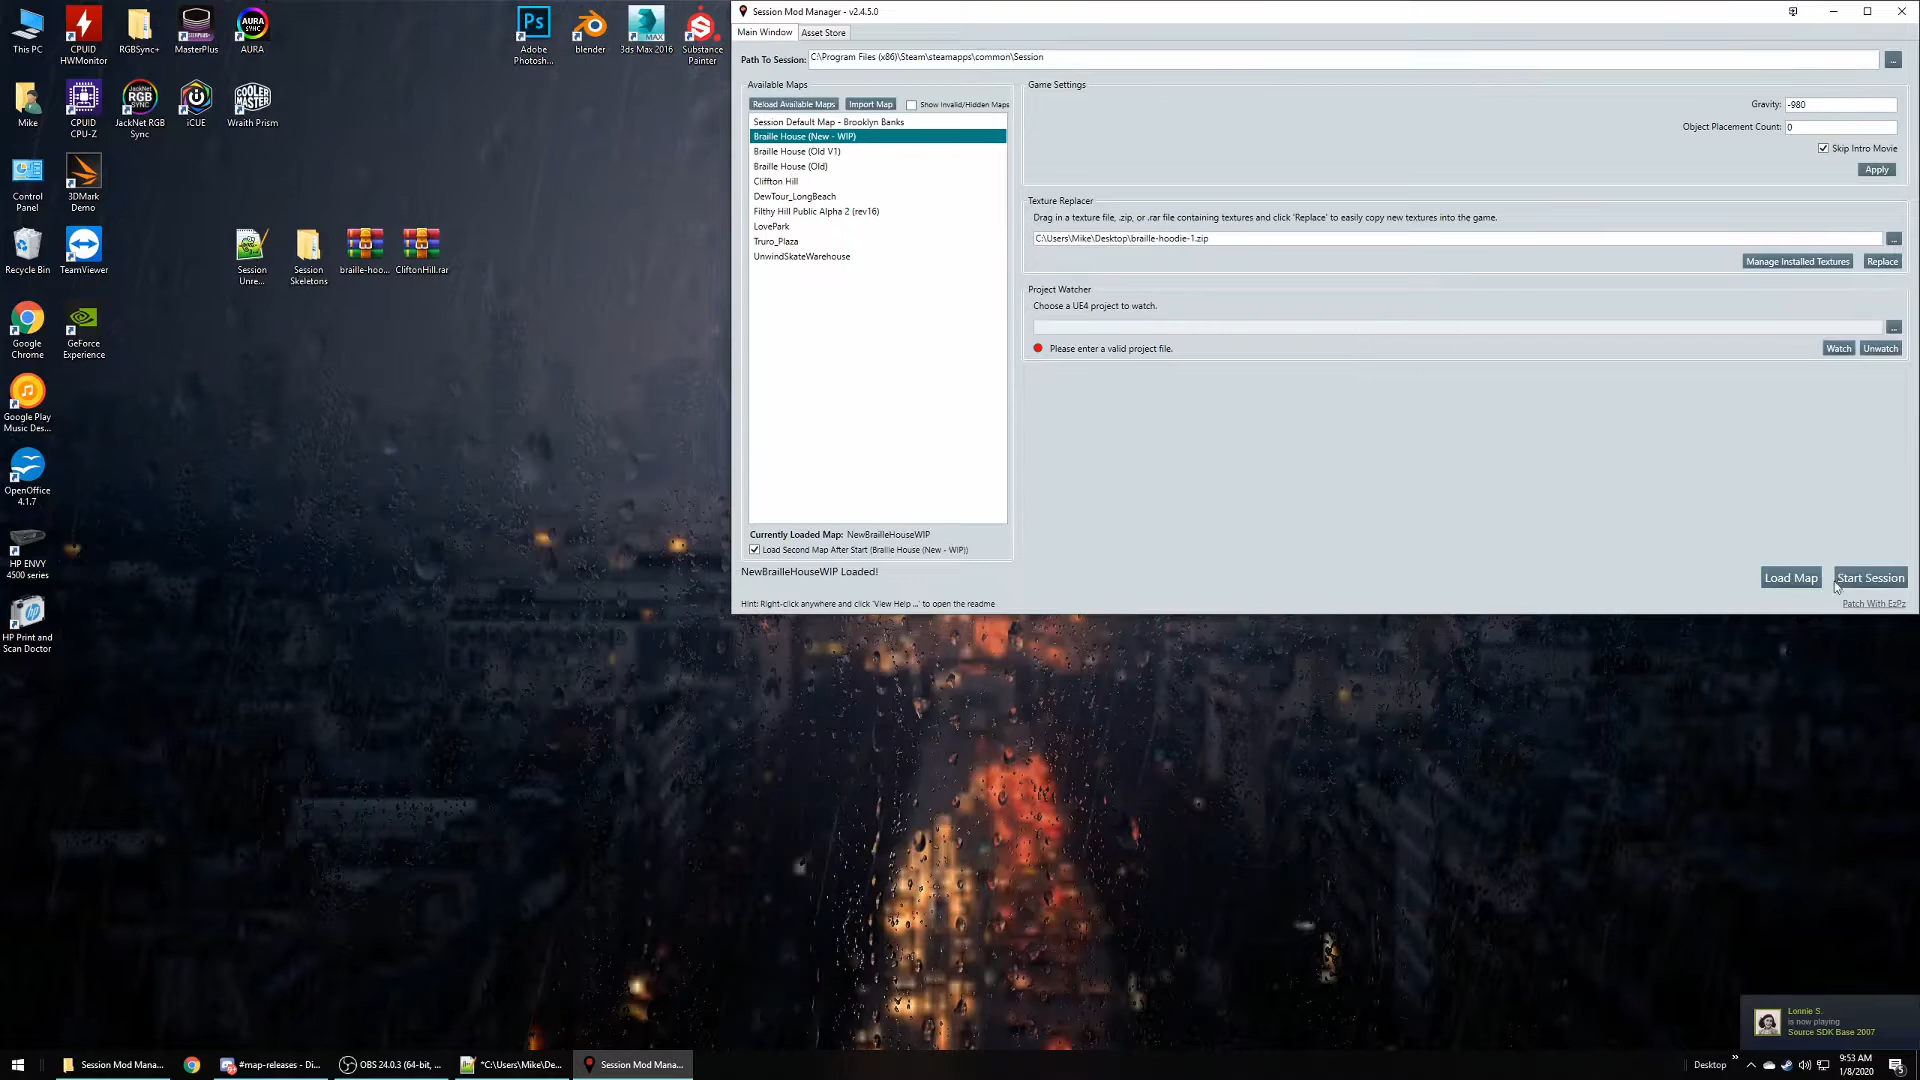 Session Mod Manager - v2.4.5.0
Main Window
Asset Store
Path To Session:
C:\Program Files (x86)\Steam\steamapps\common\Session
...
Available Maps
Reload Available Maps
Import Map
Show Invalid/Hidden Maps
Session Default Map - Brooklyn Banks
Braille House (New - WIP)
Braille House (Old V1)
Braille House (Old)
Cliffton Hill
DewTour_LongBeach
Filthy Hill Public Alpha 2 (rev16)
LovePark
Truro_Plaza
UnwindSkateWarehouse
Currently Loaded Map: NewBrailleHouseWIP
Load Second Map After Start (Braille House (New - WIP))
NewBrailleHouseWIP Loaded!
Hint: Right-click anywhere and click 'View Help ...' to open the readme
Game Settings
Gravity:
-980
Object Placement Count:
0
Skip Intro Movie
Apply
Texture Replacer
Drag in a texture file, .zip, or .rar file containing textures and click 'Replace' to easily copy new textures into the game.
C:\Users\Mike\Desktop\braille-hoodie-1.zip
...
Manage Installed Textures
Replace
Project Watcher
Choose a UE4 project to watch.
...
Please enter a valid project file.
Watch
Unwatch
Load Map
Start Session
Patch With EzPz
This PC
CPUID
HWMonitor
RGBSync+
MasterPlus
AURA
Adobe
Photosh...
blender
3ds Max 2016
Substance
Painter
Mike
CPUID
CPU-Z
JackNet RGB
Sync
iCUE
Wraith Prism
Control
Panel
3DMark
Demo
Recycle Bin
TeamViewer
Session
Unre...
Session
Skeletons
braille-hoo...
CliftonHill.rar
Google
Chrome
GeForce
Experience
Google Play
Music Des...
OpenOffice
4.1.7
HP ENVY
4500 series
HP Print and
Scan Doctor
Lonnie S.
is now playing
Source SDK Base 2007
Session Mod Mana...
#map-releases - Di...
OBS 24.0.3 (64-bit, ...
*C:\Users\Mike\De...
Session Mod Mana...
Desktop
9:53 AM
1/8/2020
5